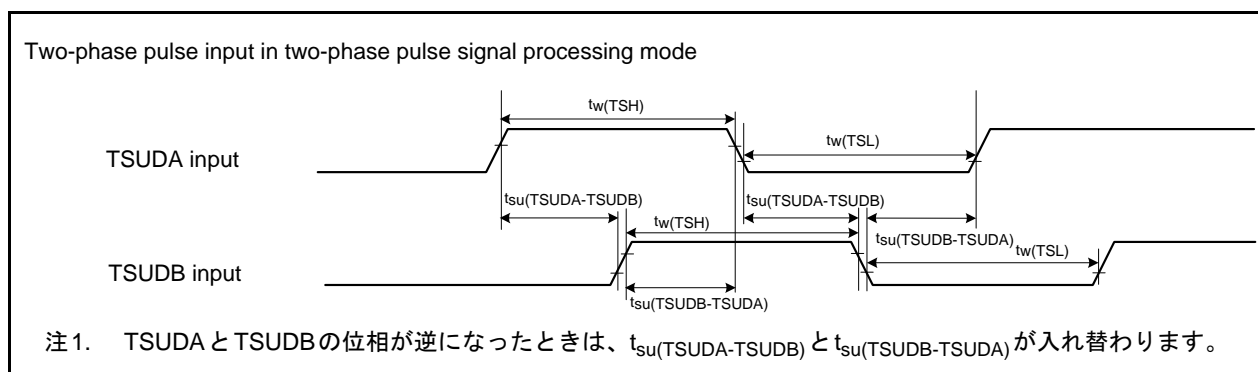 Two-phase pulse input in two-phase pulse signal processing mode
tw(TSH)
TSUDA input
tw(TSL)
tsu(TSUDA-TSUDB)
tsu(TSUDA-TSUDB)
tw(TSH)
tsu(TSUDB-TSUDA)
tw(TSL)
TSUDB input
tsu(TSUDB-TSUDA)
注1. TSUDAとTSUDBの位相が逆になったときは、tsu(TSUDA-TSUDB)とtsu(TSUDB-TSUDA)が入れ替わります。